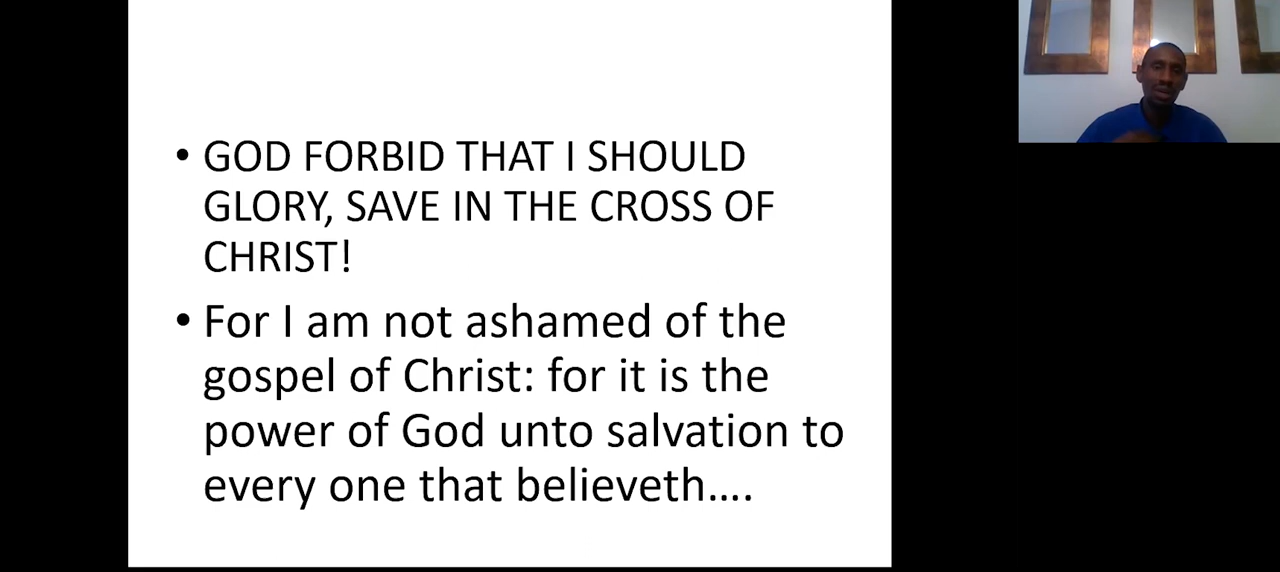 • GOD FORBID THAT I SHOULD
GLORY, SAVE IN THE CROSS OF
CHRIST!
• For I am not ashamed of the
gospel of Christ: for it is the
power of God unto salvation to
every one that believeth....